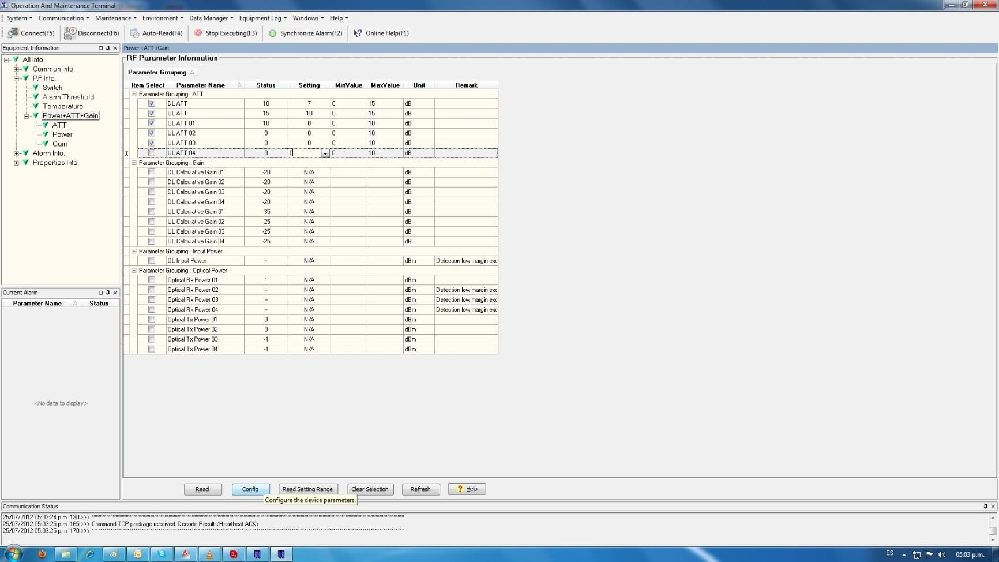 Operation And Maintenance Terminal
System Communication Maintenance Environment Data Manager Equipment Log Windows Help
Connect(F5) Disconnect(F6) Auto-Read(F4) Stop Executing(F3) Synchronize Alarm(F2) Online Help(F1)
Equipment Information
All Info.
Common Info.
RF Info.
Switch
Alarm Threshold
Temperature
Power+ATT+Gain
ATT
Power
Gain
Alarm Info.
Properties Info.
Current Alarm
Parameter Name Status
<No data to display>
Power+ATT+Gain
RF Parameter Information
Parameter Grouping
Item Select Parameter Name Status Setting MinValue MaxValue Unit Remark
Parameter Grouping : ATT
DL ATT 10 7 0 15 dB
UL ATT 15 10 0 15 dB
UL ATT 01 10 0 0 10 dB
UL ATT 02 0 0 0 10 dB
UL ATT 03 0 0 0 10 dB
UL ATT 04 0 0 0 10 dB
Parameter Grouping : Gain
DL Calculative Gain 01 -20 N/A dB
DL Calculative Gain 02 -20 N/A dB
DL Calculative Gain 03 -20 N/A dB
DL Calculative Gain 04 -20 N/A dB
UL Calculative Gain 01 -35 N/A dB
UL Calculative Gain 02 -25 N/A dB
UL Calculative Gain 03 -25 N/A dB
UL Calculative Gain 04 -25 N/A dB
Parameter Grouping : Input Power
DL Input Power -- N/A dBm Detection low margin exc
Parameter Grouping : Optical Power
Optical Rx Power 01 1 N/A dBm
Optical Rx Power 02 -- N/A dBm Detection low margin exc
Optical Rx Power 03 -- N/A dBm Detection low margin exc
Optical Rx Power 04 -- N/A dBm Detection low margin exc
Optical Tx Power 01 0 N/A dBm
Optical Tx Power 02 0 N/A dBm
Optical Tx Power 03 -1 N/A dBm
Optical Tx Power 04 -1 N/A dBm
Read Config Read Setting Range Clear Selection Refresh ? Help
Configure the device parameters.
Communication Status
25/07/2012 05:03:24 p.m. 130 >>>
25/07/2012 05:03:25 p.m. 165 >>> Command:TCP package received. Decode Result:<Heartbeat ACK>
25/07/2012 05:03:25 p.m. 170 >>>
ES 05:03 p.m.